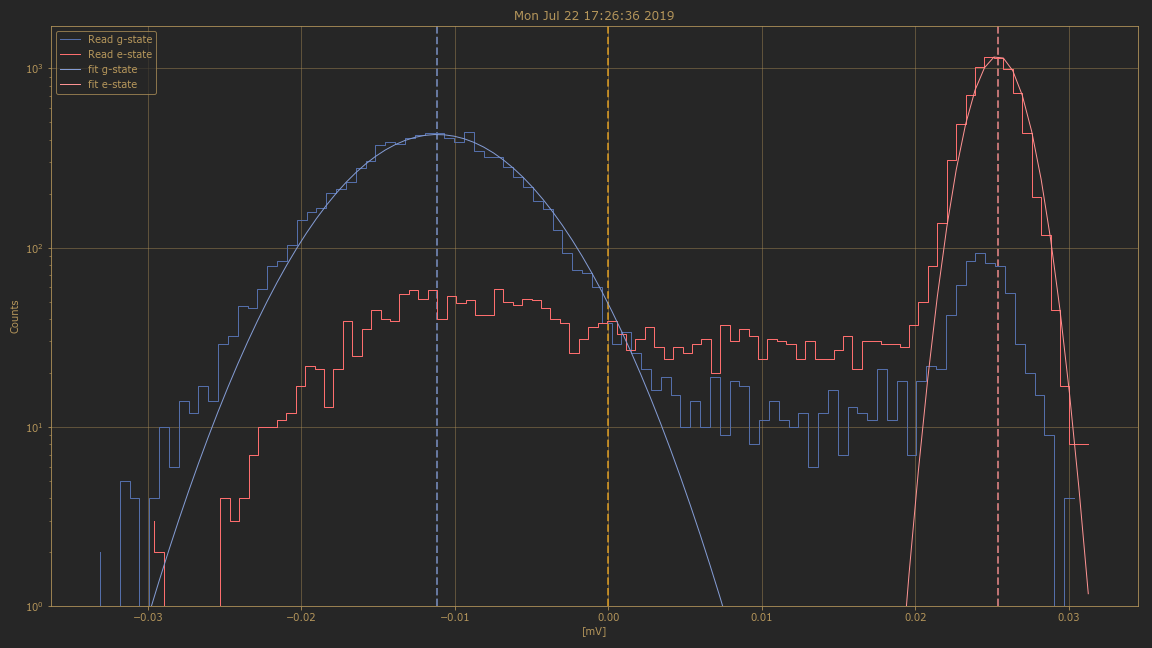 Mon Jul 22 17:26:36 2019
Read g-state
Read e-state
fit g-state
fit e-state
10³
10²
10¹
10⁰
Counts
−0.03 −0.02 −0.01 0.00 0.01 0.02 0.03
[mV]